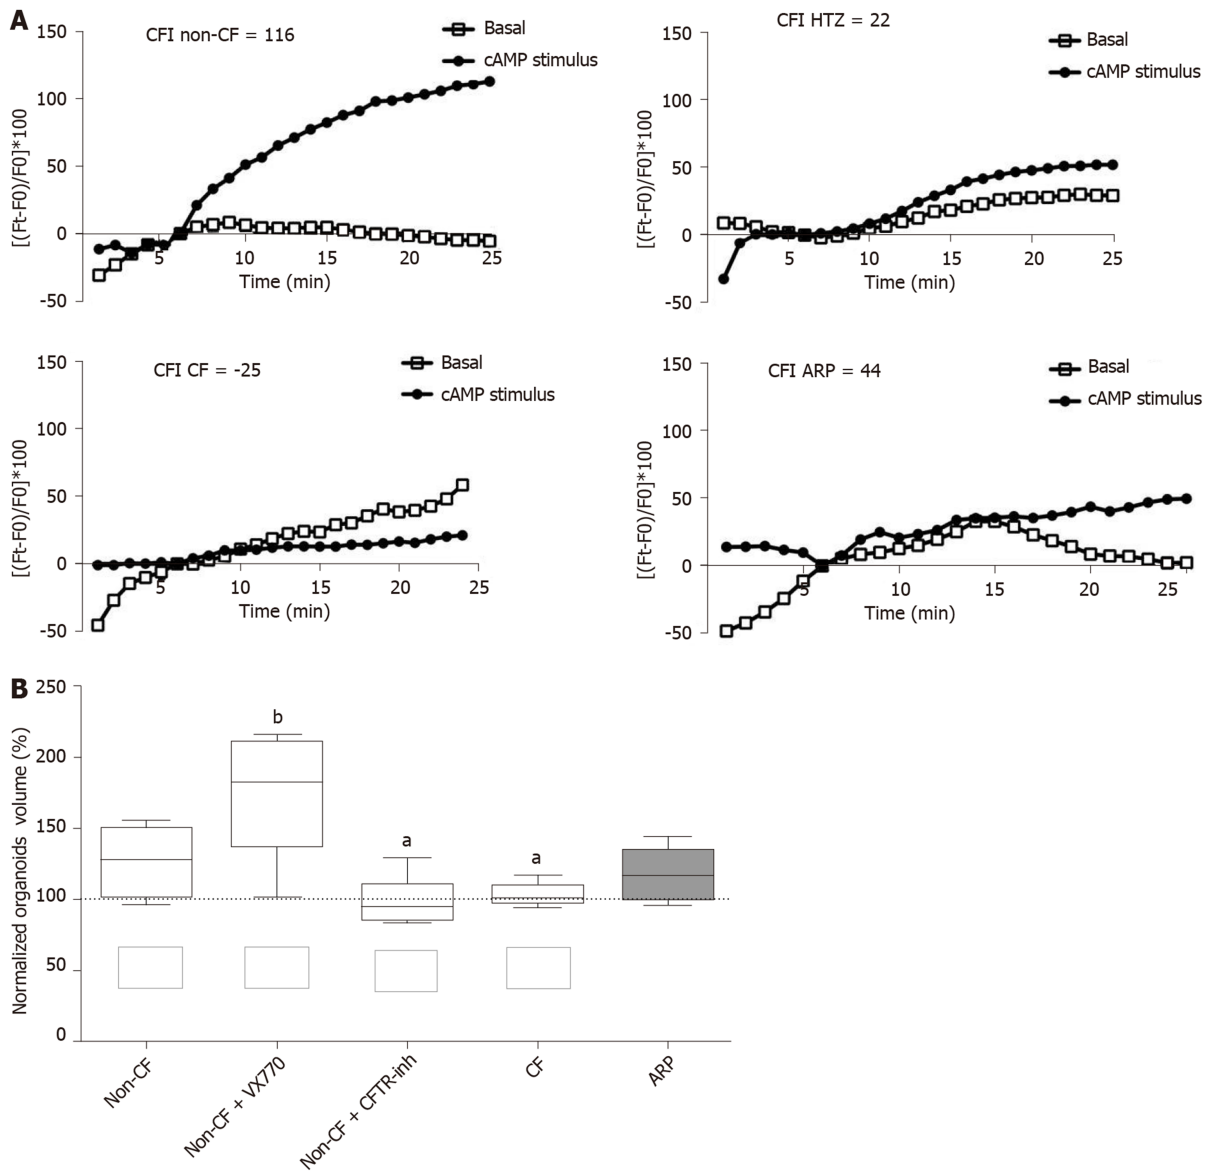 A
CFI non-CF = 116
Basal
cAMP stimulus
150
100
50
0
-50
[(Ft-F0)/F0]*100
5
10
15
20
25
Time (min)
CFI HTZ = 22
Basal
cAMP stimulus
150
100
50
0
-50
[(Ft-F0)/F0]*100
5
10
15
20
25
Time (min)
CFI CF = -25
Basal
cAMP stimulus
150
100
50
0
-50
[(Ft-F0)/F0]*100
5
10
15
20
25
Time (min)
CFI ARP = 44
Basal
cAMP stimulus
150
100
50
0
-50
[(Ft-F0)/F0]*100
5
10
15
20
25
Time (min)
B
250
200
150
100
50
0
Normalized organoids volume (%)
b
a
a
Non-CF
Non-CF + VX770
Non-CF + CFTR-inh
CF
ARP